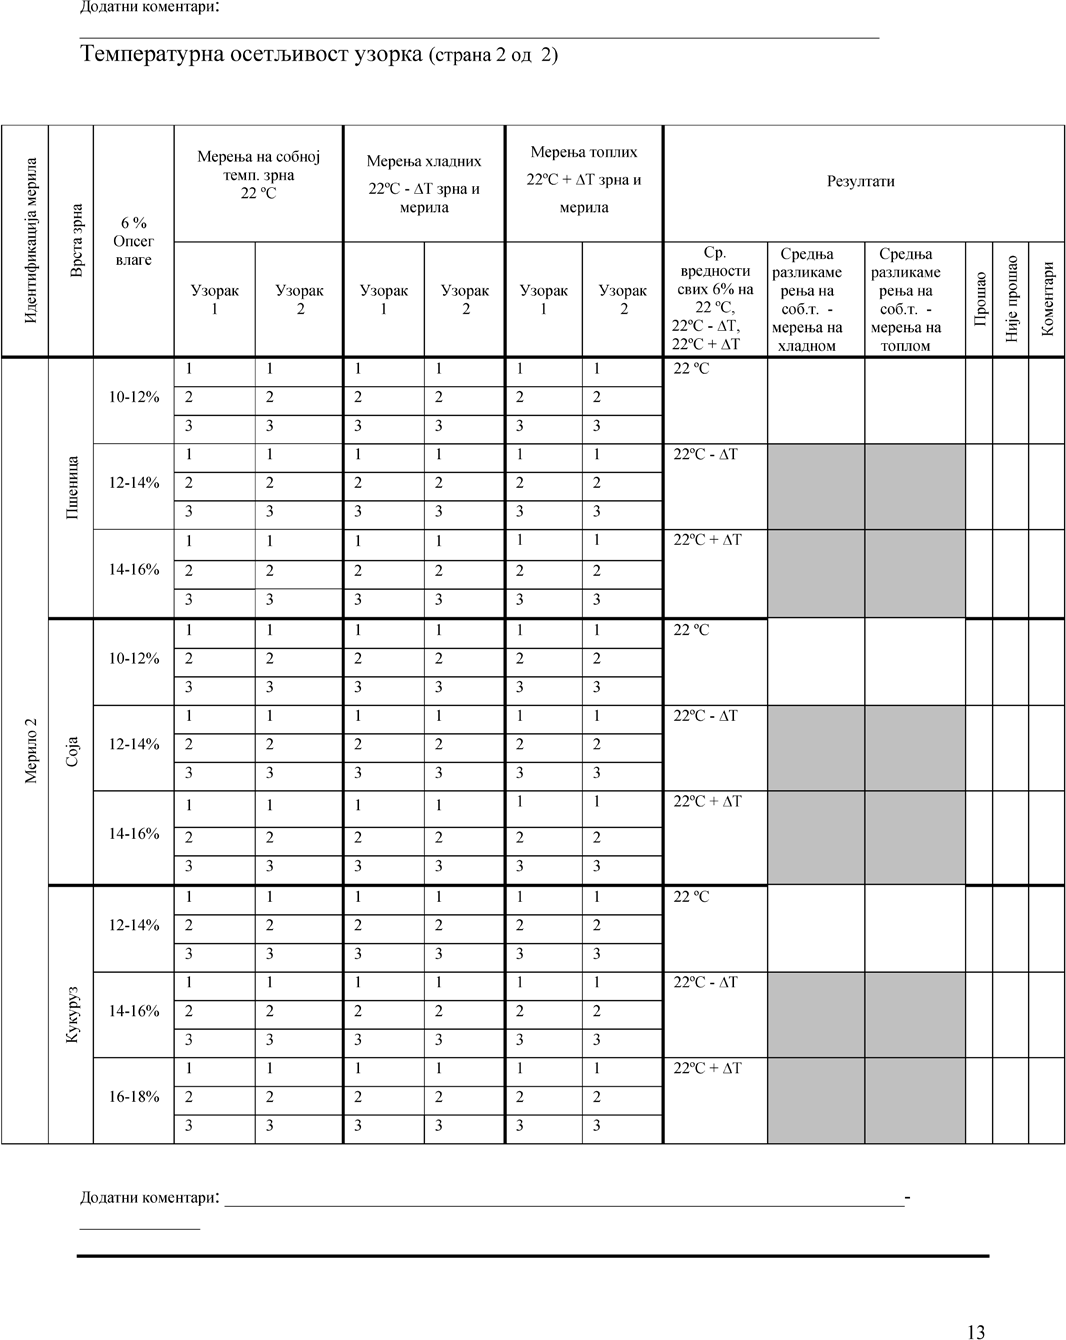 Додатни коментари:
Температурна осетљивост узорка (страна 2 од 2)
Идентификација мерила
Врста зрна
6 %
Опсег
влаге
Мерења на собној
темп. зрна
22 ºC
Мерења хладних
22ºC - ΔT зрна и
мерила
Мерења топлих
22ºC + ΔT зрна и
мерила
Резултати
Узорак
1
Узорак
2
Узорак
1
Узорак
2
Узорак
1
Узорак
2
Ср.
вредности
свих 6% на
22 ºC,
22ºC - ΔT,
22ºC + ΔT
Средња
разликаме
рења на
соб.т. -
мерења на
хладном
Средња
разликаме
рења на
соб.т. -
мерења на
топлом
Прошао
Није прошао
Коментари
Мерило 2
Пшеница
10-12%
1 1 1 1 1 1
2 2 2 2 2 2
3 3 3 3 3 3
22 ºC
12-14%
1 1 1 1 1 1
2 2 2 2 2 2
3 3 3 3 3 3
22ºC - ΔT
14-16%
1 1 1 1 1 1
2 2 2 2 2 2
3 3 3 3 3 3
22ºC + ΔT
Соја
10-12%
1 1 1 1 1 1
2 2 2 2 2 2
3 3 3 3 3 3
22 ºC
12-14%
1 1 1 1 1 1
2 2 2 2 2 2
3 3 3 3 3 3
22ºC - ΔT
14-16%
1 1 1 1 1 1
2 2 2 2 2 2
3 3 3 3 3 3
22ºC + ΔT
Кукуруз
12-14%
1 1 1 1 1 1
2 2 2 2 2 2
3 3 3 3 3 3
22 ºC
14-16%
1 1 1 1 1 1
2 2 2 2 2 2
3 3 3 3 3 3
22ºC - ΔT
16-18%
1 1 1 1 1 1
2 2 2 2 2 2
3 3 3 3 3 3
22ºC + ΔT
Додатни коментари: -
13